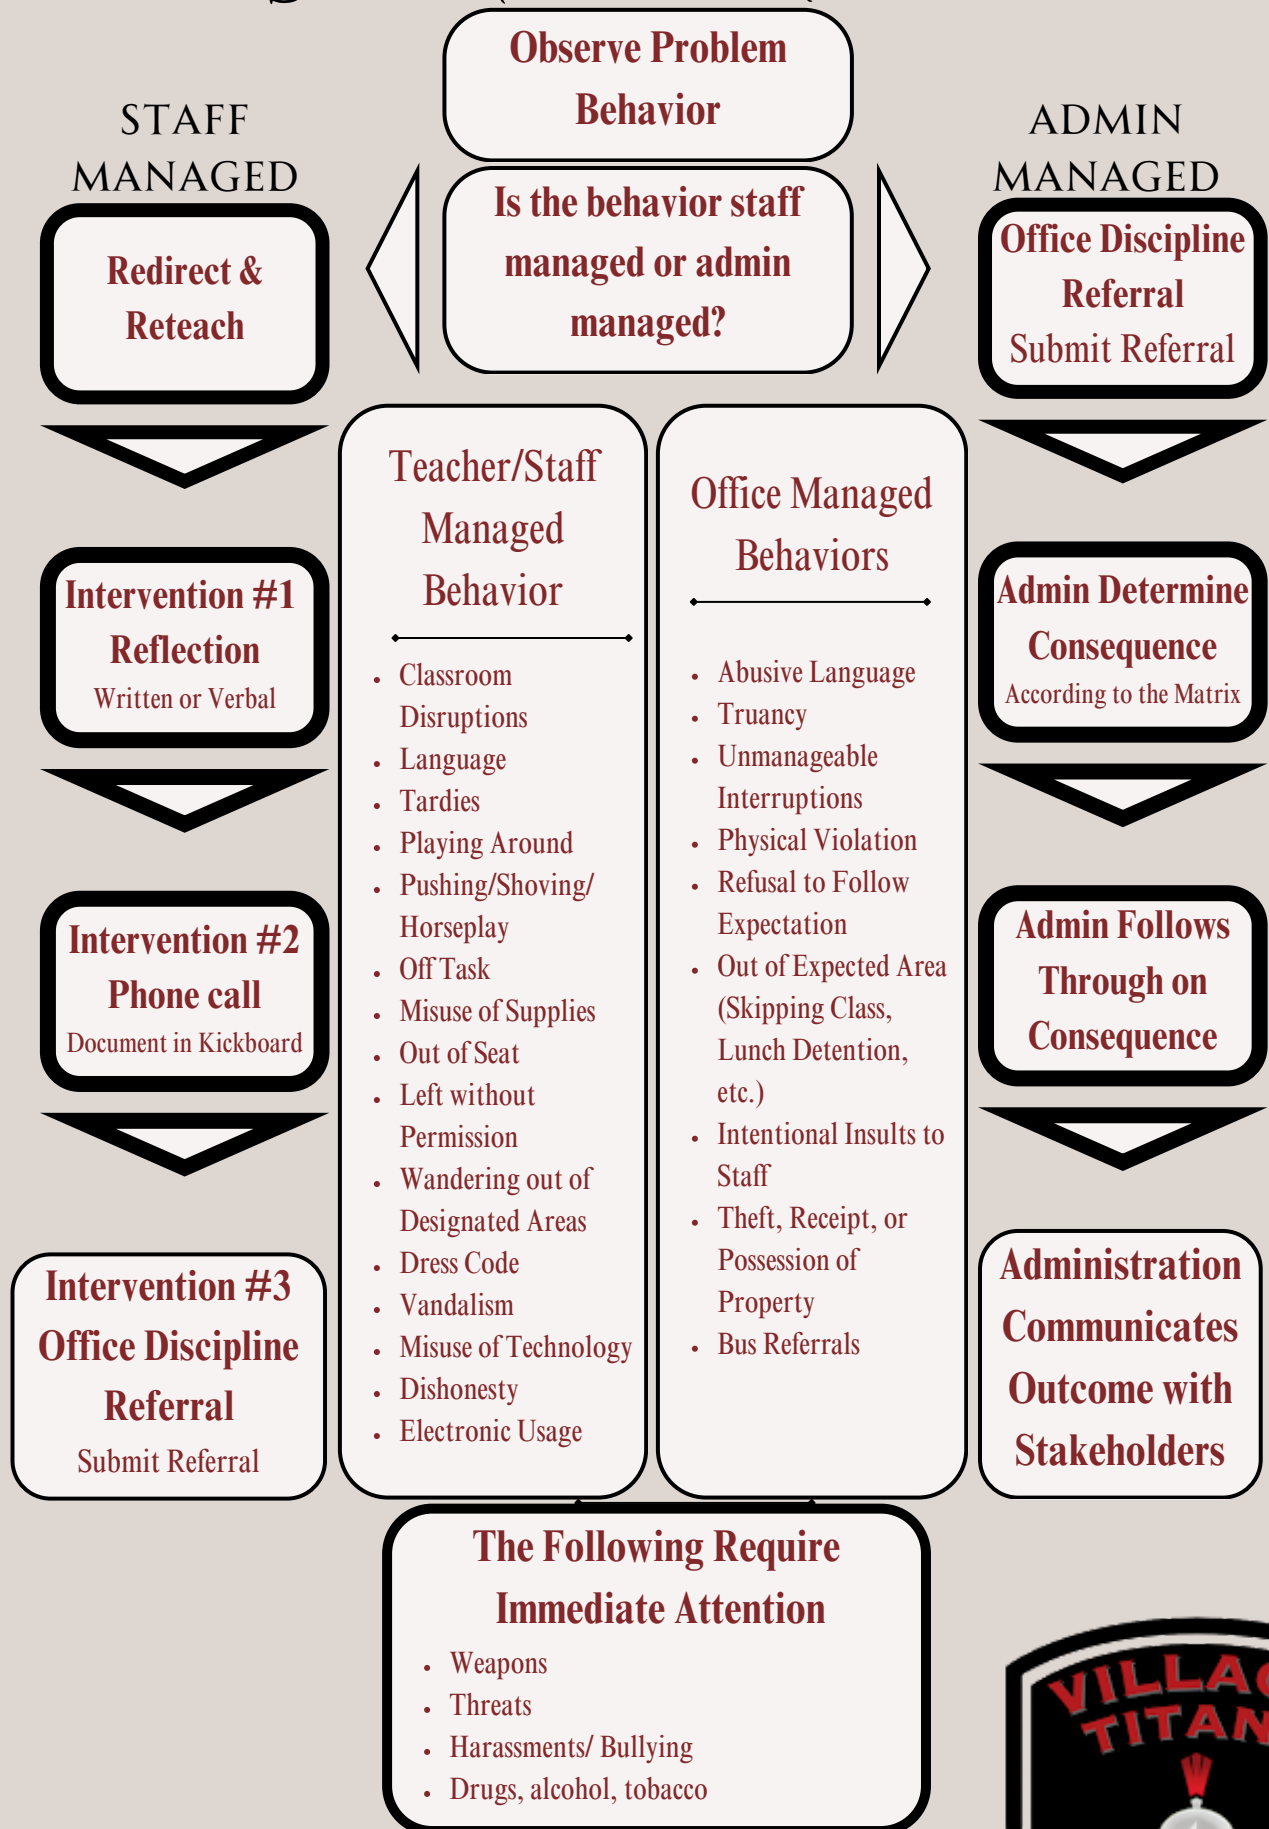 Observe Problem
Behavior
STAFF
MANAGED
ADMIN
MANAGED
Is the behavior staff
managed or admin
managed?
Redirect &
Reteach
Intervention #1
Reflection
Written or Verbal
Intervention #2
Phone call
Document in Kickboard
Intervention #3
Office Discipline
Referral
Submit Referral
Teacher/Staff
Managed
Behavior
• Classroom
Disruptions
• Language
• Tardies
• Playing Around
• Pushing/Shoving/
Horseplay
• Off Task
• Misuse of Supplies
• Out of Seat
• Left without
Permission
• Wandering out of
Designated Areas
• Dress Code
• Vandalism
• Misuse of Technology
• Dishonesty
• Electronic Usage
Office Managed
Behaviors
• Abusive Language
• Truancy
• Unmanageable
Interruptions
• Physical Violation
• Refusal to Follow
Expectation
• Out of Expected Area
(Skipping Class,
Lunch Detention,
etc.)
• Intentional Insults to
Staff
• Theft, Receipt, or
Possession of
Property
• Bus Referrals
Office Discipline
Referral
Submit Referral
Admin Determine
Consequence
According to the Matrix
Admin Follows
Through on
Consequence
Administration
Communicates
Outcome with
Stakeholders
The Following Require
Immediate Attention
• Weapons
• Threats
• Harassments/ Bullying
• Drugs, alcohol, tobacco
VILLAG
TITAN